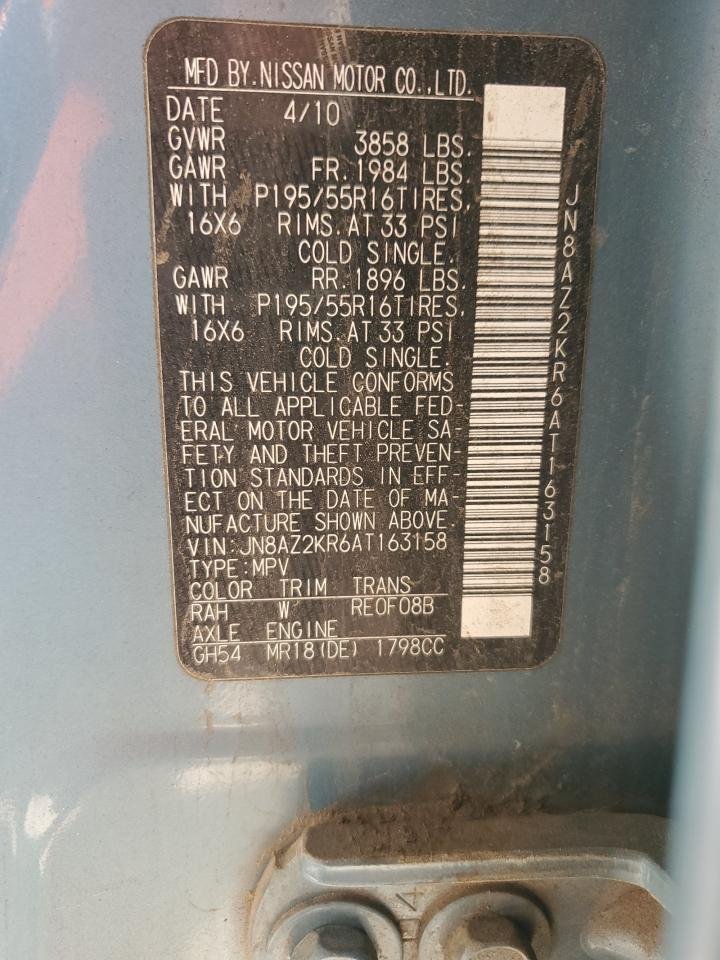 MFD BY.NISSAN MOTOR CO.,LTD.
DATE 4/10
GVWR 3858 LBS.
GAWR FR.1984 LBS.
WITH P195/55R16TIRES,
16X6 RIMS.AT 33 PSI
COLD SINGLE.
GAWR RR.1896 LBS.
WITH P195/55R16TIRES,
16X6 RIMS.AT 33 PSI
COLD SINGLE.
THIS VEHICLE CONFORMS
TO ALL APPLICABLE FED-
ERAL MOTOR VEHICLE SA-
FETY AND THEFT PREVEN-
TION STANDARDS IN EFF-
ECT ON THE DATE OF MA-
NUFACTURE SHOWN ABOVE.
VIN:JN8AZ2KR6AT163158
TYPE:MPV
COLOR TRIM TRANS
RAH W RE0F08B
AXLE ENGINE
GH54 MR18(DE) 1798CC
JN8AZ2KR6AT163158